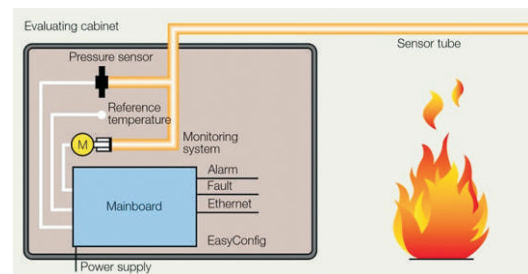 Evaluating cabinet
Sensor tube
Pressure sensor
Reference
temperature
M
Monitoring
system
Alarm
Fault
Ethernet
Mainboard
EasyConfig
Power supply